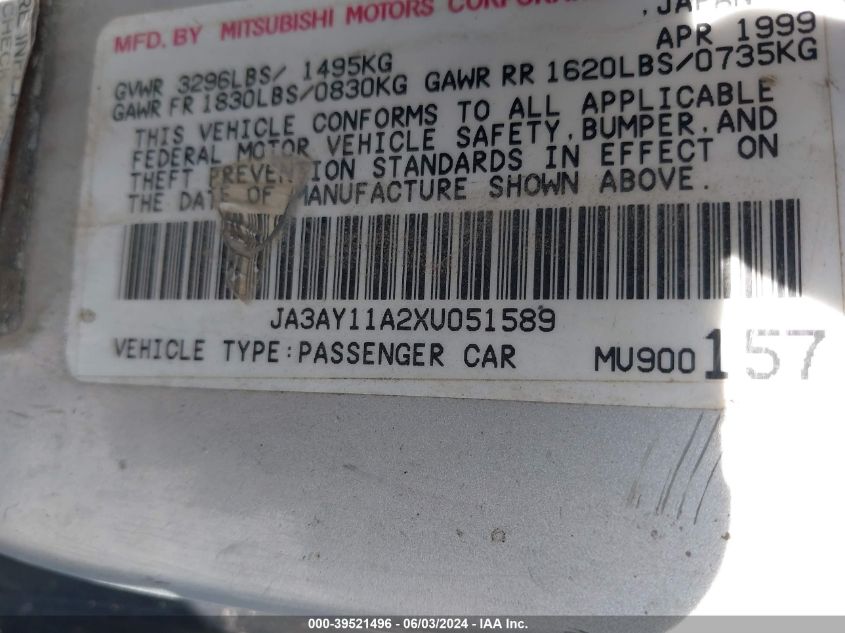 MFD. BY MITSUBISHI MOTORS
, JAPAN
APR 1999
GVWR 3296LBS/ 1495KG
GAWR FR 1830LBS/0830KG GAWR RR 1620LBS/0735KG
THIS VEHICLE CONFORMS TO ALL APPLICABLE
FEDERAL MOTOR VEHICLE SAFETY, BUMPER, AND
THEFT PREVENTION STANDARDS IN EFFECT ON
THE DATE OF MANUFACTURE SHOWN ABOVE.
JA3AY11A2XU051589
VEHICLE TYPE:PASSENGER CAR MU900157
000-39521496 - 06/03/2024 - IAAI.COM